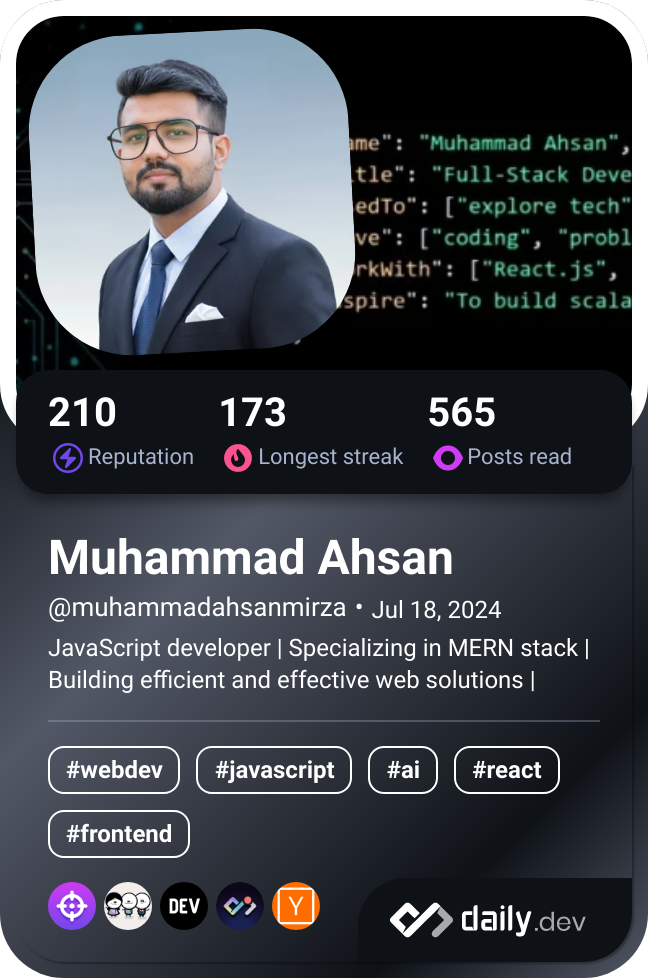 ame": "Muhammad Ahsan",
tle": "Full-Stack Deve
edTo": ["explore tech"
ve": ["coding", "probl
rkWith": ["React.js",
spire": "To build scala
210 173 565
Reputation Longest streak Posts read
Muhammad Ahsan
@muhammadahsanmirza • Jul 18, 2024
JavaScript developer | Specializing in MERN stack |
Building efficient and effective web solutions |
#webdev #javascript #ai #react
#frontend
DEV Y
daily.dev